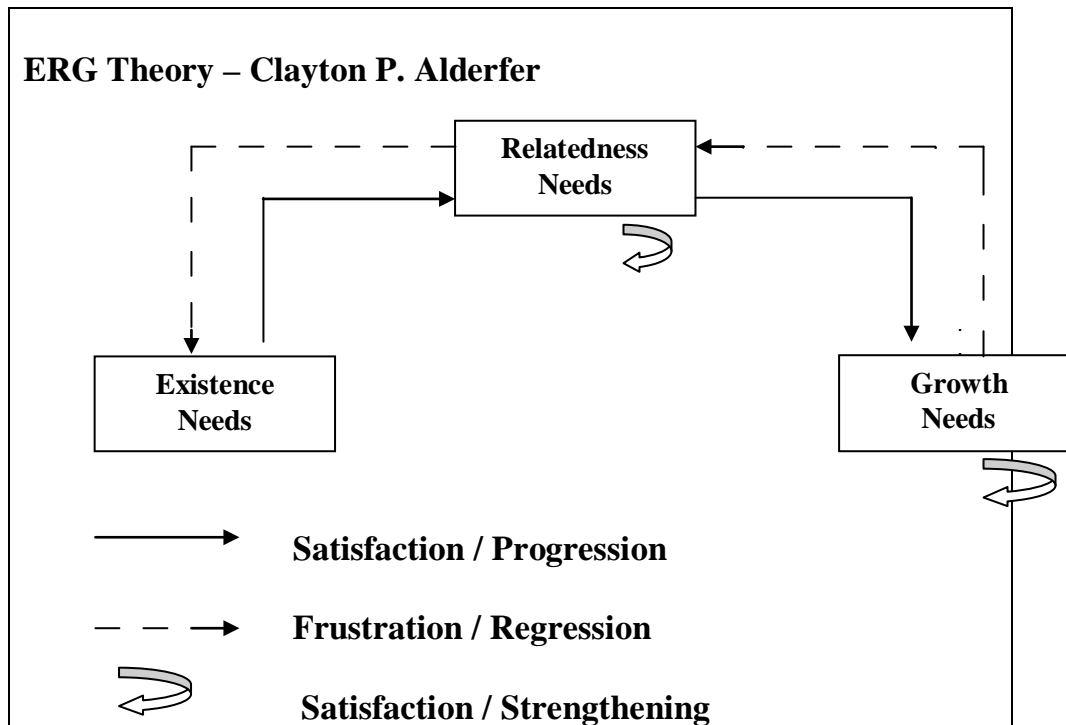 ERG Theory – Clayton P. Alderfer
Relatedness
Needs
Existence
Needs
Growth
Needs
Satisfaction / Progression
Frustration / Regression
Satisfaction / Strengthening